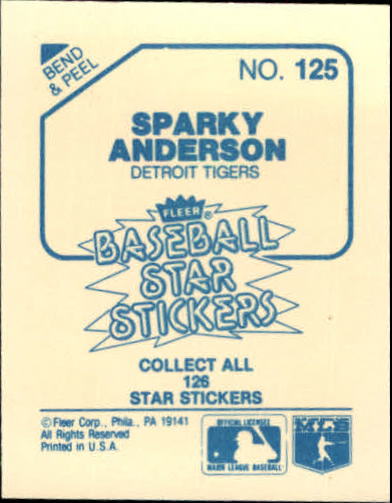 BEND
& PEEL
NO. 125
SPARKY
ANDERSON
DETROIT TIGERS
FLEER®
BASEBALL
STAR
STICKERS
COLLECT ALL
126
STAR STICKERS
© Fleer Corp., Phila., PA 19141
All Rights Reserved
Printed in U.S.A.
OFFICIAL LICENSEE
MAJOR LEAGUE BASEBALL